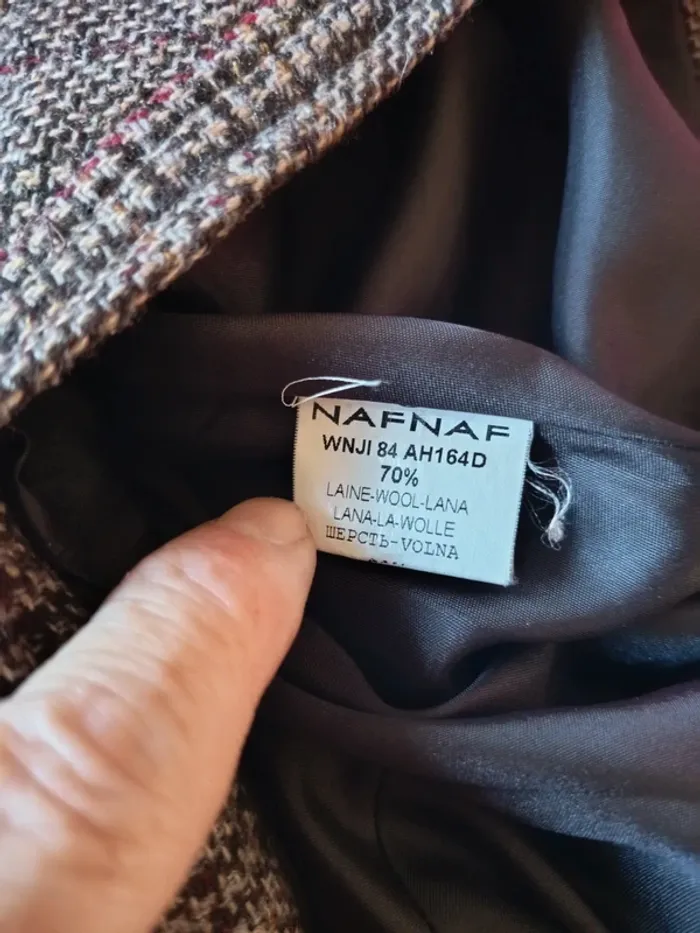 NAFNAF
WNJI 84 AH164D
70%
LAINE-WOOL-LANA
LANA-LA-WOLLE
ШЕРСТЬ-VOLNA